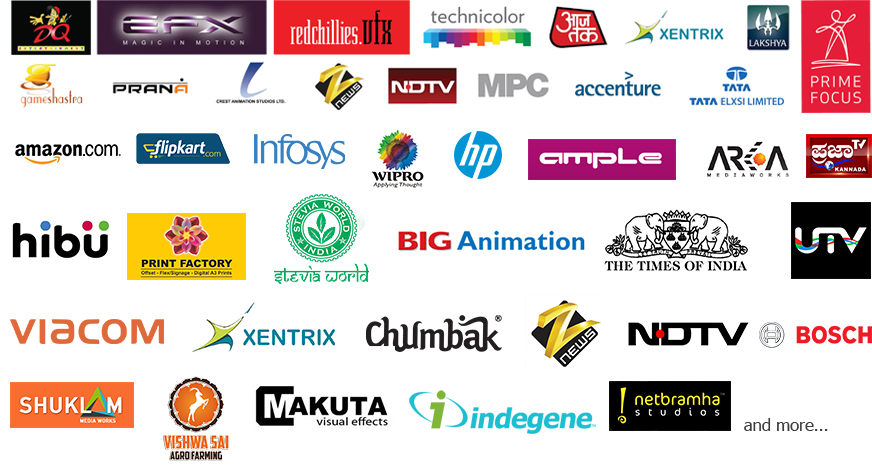 DQ
EFX
MAGIC IN MOTION
redchillies.vfx
technicolor
आज
तक
XENTRIX
LAKSHYA
PRIME
FOCUS
gameshastra
PRANA
CREST ANIMATION STUDIOS LTD.
Z
NEWS
NDTV
MPC
accenture
TATA
TATA ELXSI LIMITED
amazon.com
flipkart.com
Infosys
WIPRO
Applying Thought
hp
ample
AREA
MEDIAWORKS
ಪ್ರಜಾ TV
KANNADA
hibü
PRINT FACTORY
Offset - Flex/Signage - Digital A3 Prints
STEVIA WORLD
INDIA
stevia world
BIG Animation
THE TIMES OF INDIA
UTV
VIACOM
XENTRIX
Chumbak®
Z
NEWS
NDTV
BOSCH
SHUKLAM
MEDIA WORKS
VISHWA SAI
AGRO FARMING
MAKUTA
visual effects
indegene™
netbramha™
studios
and more...